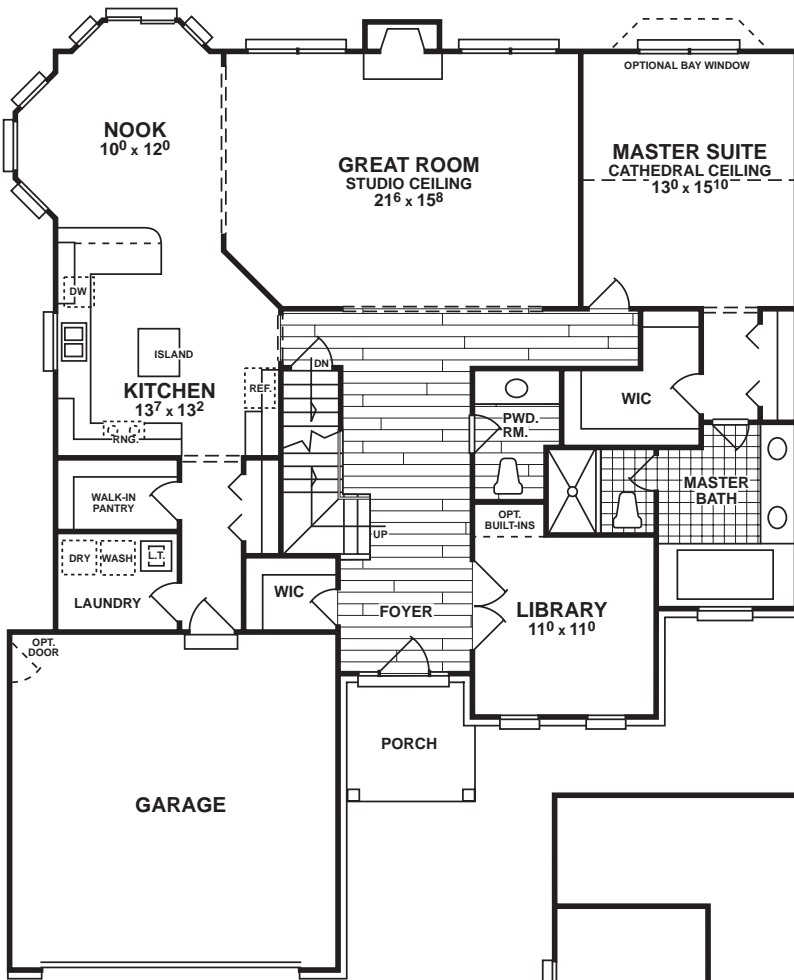 OPTIONAL BAY WINDOW
NOOK
10⁰ x 12⁰
GREAT ROOM
STUDIO CEILING
21⁶ x 15⁸
MASTER SUITE
CATHEDRAL CEILING
13⁰ x 15¹⁰
DW
ISLAND
KITCHEN
13⁷ x 13²
RNG.
REF.
DN
PWD.
RM.
WIC
MASTER
BATH
WALK-IN
PANTRY
OPT.
BUILT-INS
UP
DRY
WASH
L.T.
LAUNDRY
WIC
FOYER
LIBRARY
11⁰ x 11⁰
OPT.
DOOR
PORCH
GARAGE